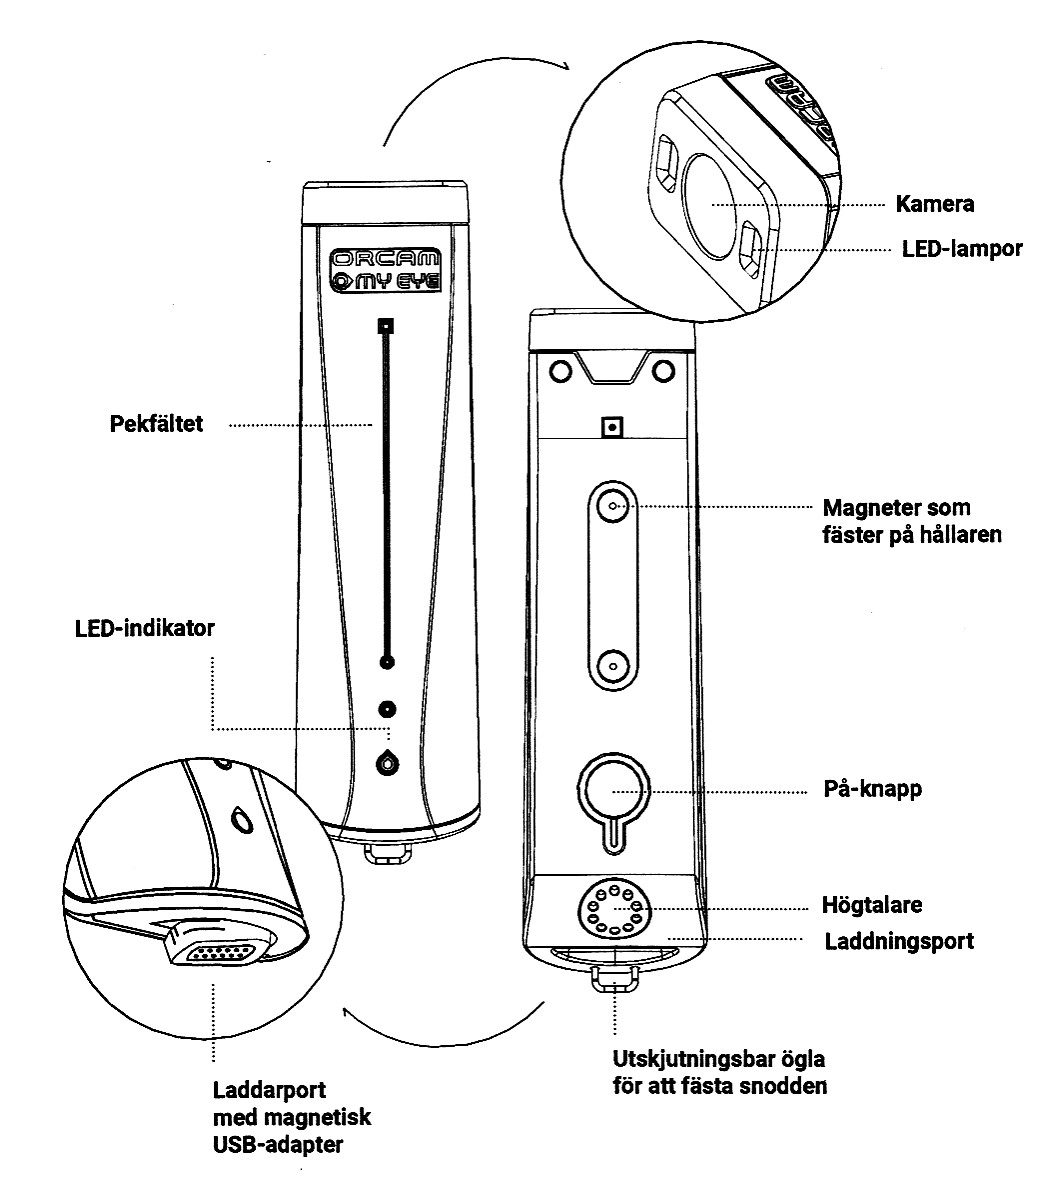 Kamera
LED-lampor
ORCAM
MY EYE
Pekfältet
Magneter som
fäster på hållaren
LED-indikator
På-knapp
Högtalare
Laddningsport
Utskjutningsbar ögla
för att fästa snodden
Laddarport
med magnetisk
USB-adapter